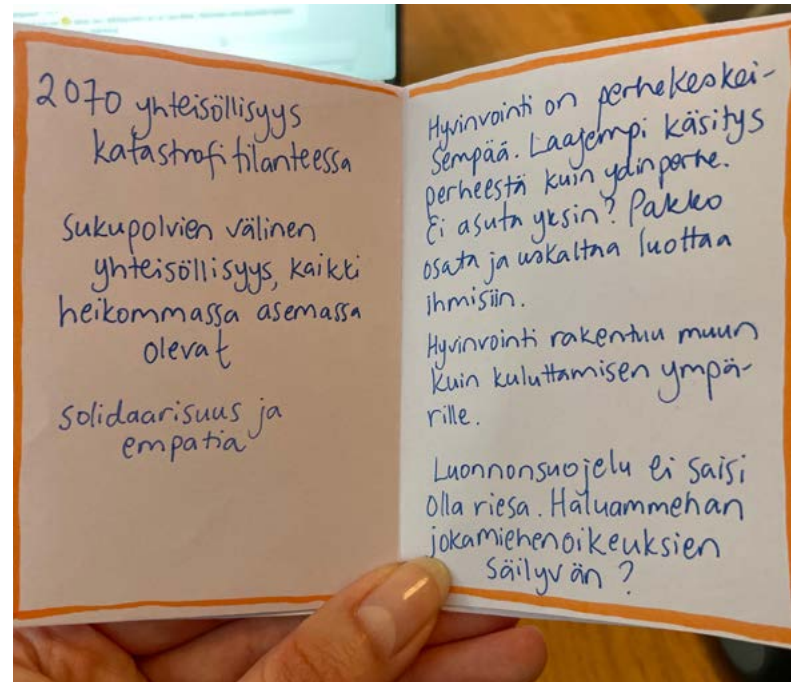 2070 yhteisöllisyys
katastrofitilanteessa
Sukupolvien välinen
yhteisöllisyys, kaikki
heikommassa asemassa
olevat
solidaarisuus ja
empatia
Hyvinvointi on perhekeskei-
sempää. Laajempi käsitys
perheestä kuin ydinperhe.
Ei asuta yksin? Pakko
osata ja uskaltaa luottaa
ihmisiin.
Hyvinvointi rakentuu muun
kuin kuluttamisen ympä-
rille.
Luonnonsuojelu ei saisi
olla riesa. Haluammehan
jokamiehenoikeuksien
säilyvän?